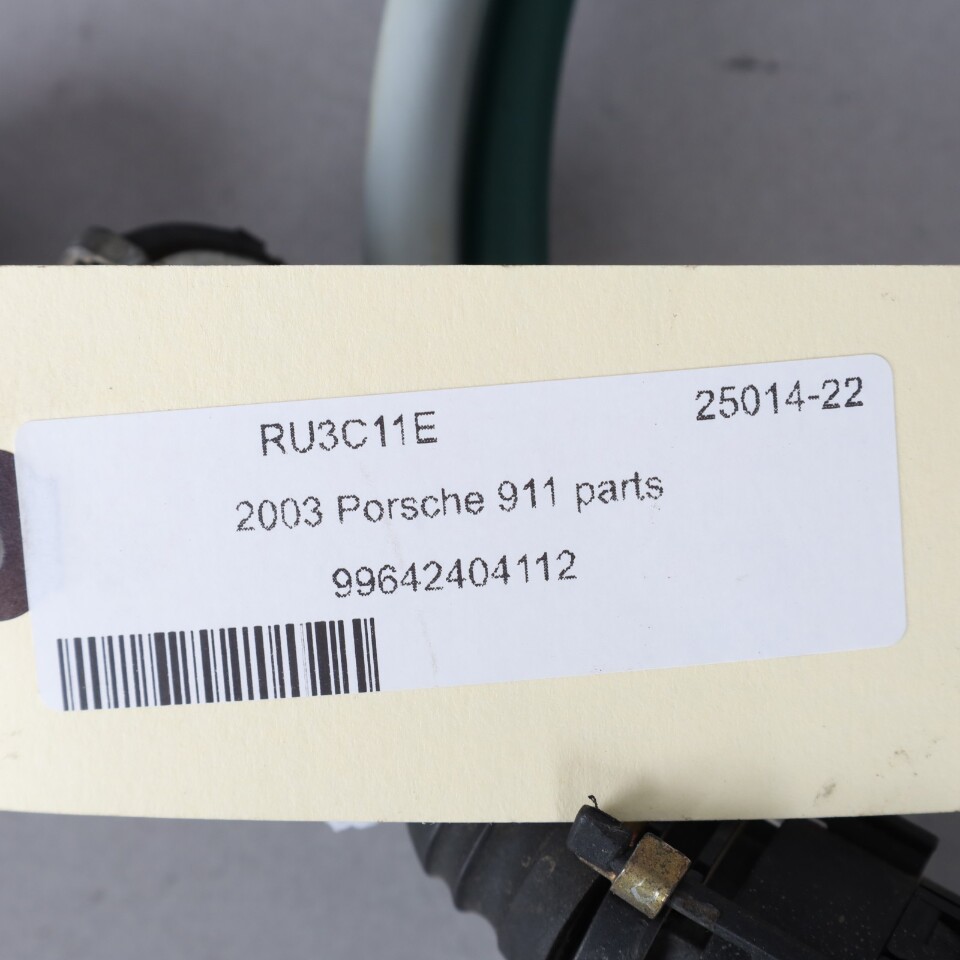 RU3C11E 25014-22
2003 Porsche 911 parts
99642404112